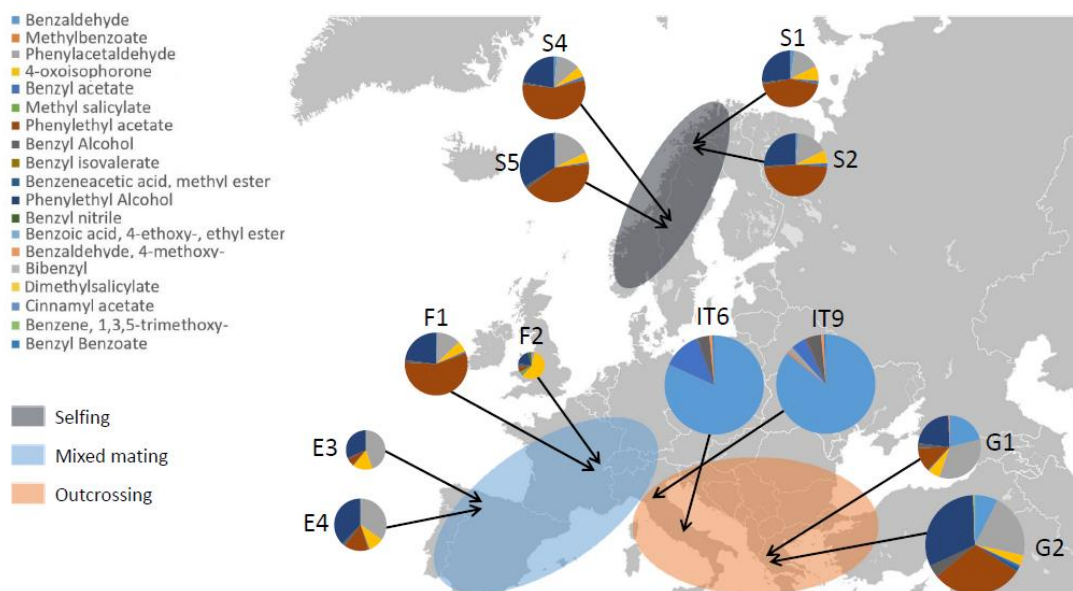 Benzaldehyde
Methylbenzoate
Phenylacetaldehyde
4-oxoisophorone
Benzyl acetate
Methyl salicylate
Phenylethyl acetate
Benzyl Alcohol
Benzyl isovalerate
Benzeneacetic acid, methyl ester
Phenylethyl Alcohol
Benzyl nitrile
Benzoic acid, 4-ethoxy-, ethyl ester
Benzaldehyde, 4-methoxy-
Bibenzyl
Dimethylsalicylate
Cinnamyl acetate
Benzene, 1,3,5-trimethoxy-
Benzyl Benzoate
Selfing
Mixed mating
Outcrossing
S4
S1
S5
S2
F1
F2
IT6
IT9
E3
G1
E4
G2